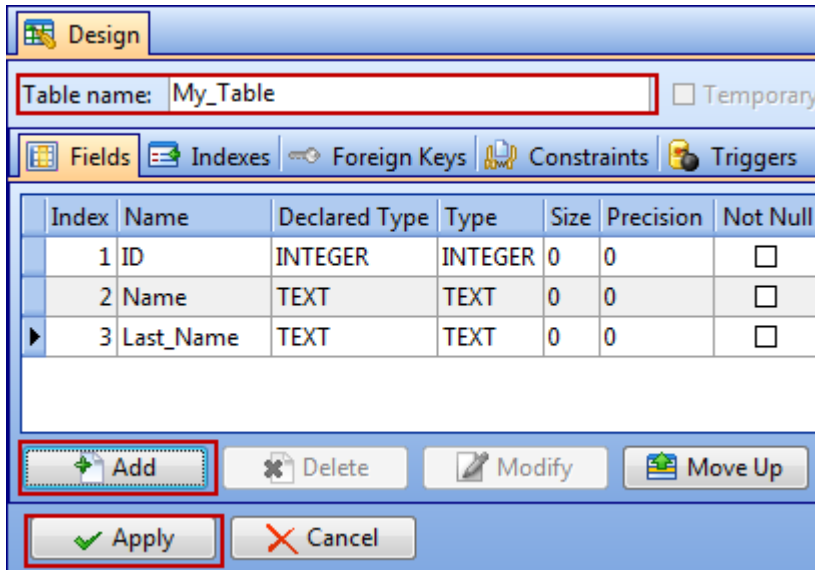 Design
Table name: My_Table Temporary
Fields Indexes Foreign Keys Constraints Triggers
Index Name Declared Type Type Size Precision Not Null
1 ID INTEGER INTEGER 0 0
2 Name TEXT TEXT 0 0
3 Last_Name TEXT TEXT 0 0
Add Delete Modify Move Up
Apply Cancel